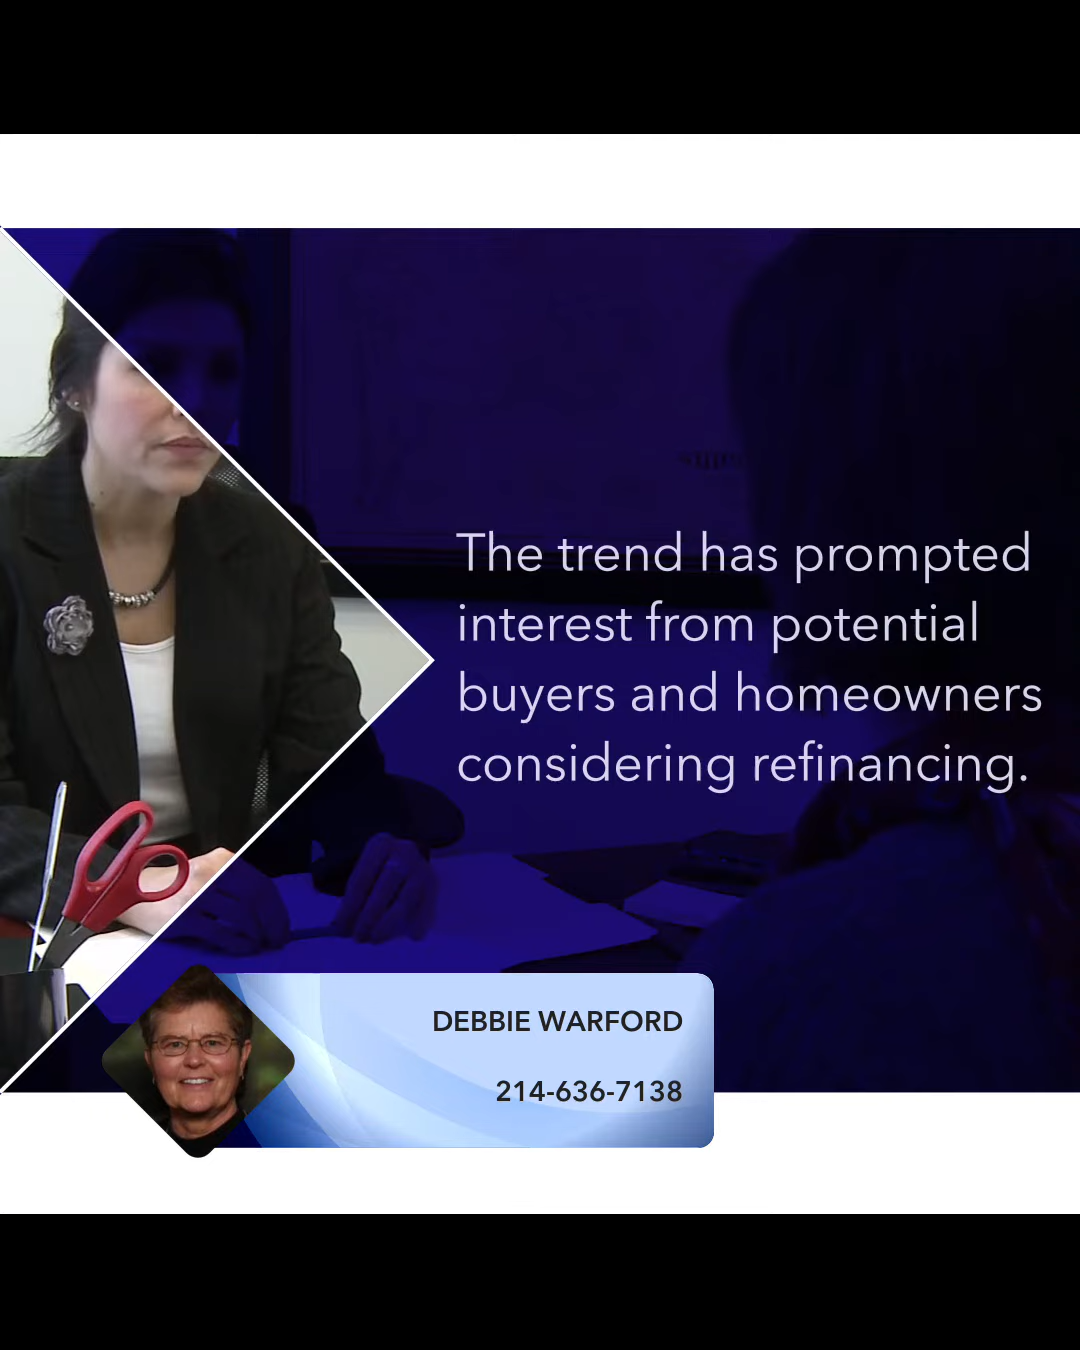 The trend has prompted
interest from potential
buyers and homeowners
considering refinancing.
DEBBIE WARFORD
214-636-7138